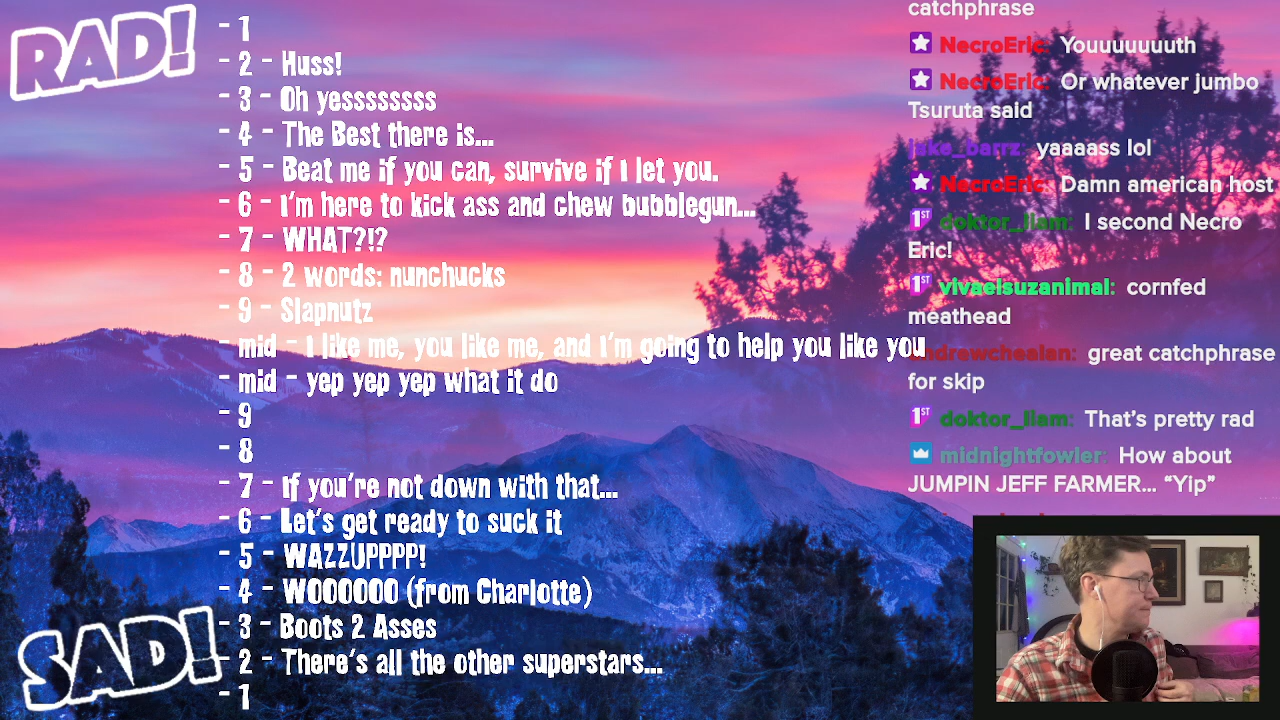 RAD!
- 1
- 2 - Huss!
- 3 - Oh yessssssss
- 4 - The Best there is...
- 5 - Beat me if you can, survive if I let you.
- 6 - I'm here to kick ass and chew bubblegun...
- 7 - WHAT?!?
- 8 - 2 words: nunchucks
- 9 - Slapnutz
- mid - I like me, you like me, and I'm going to help you like you
- mid - yep yep yep what it do
- 9
- 8
- 7 - If you're not down with that...
- 6 - Let's get ready to suck it
- 5 - WAZZUPPPP!
- 4 - WOOOOOO (from Charlotte)
- 3 - Boots 2 Asses
- 2 - There's all the other superstars...
- 1
SAD!
catchphrase
NecroEric: Youuuuuuuth
NecroEric: Or whatever jumbo
Tsuruta said
jake_barrz: yaaaass lol
NecroEric: Damn american host
1ST doktor_liam: I second Necro
Eric!
1ST vivaelsuzanimal: cornfed
meathead
andrewcheslan: great catchphrase
for skip
1ST doktor_liam: That's pretty rad
midnightfowler: How about
JUMPIN JEFF FARMER... “Yip”